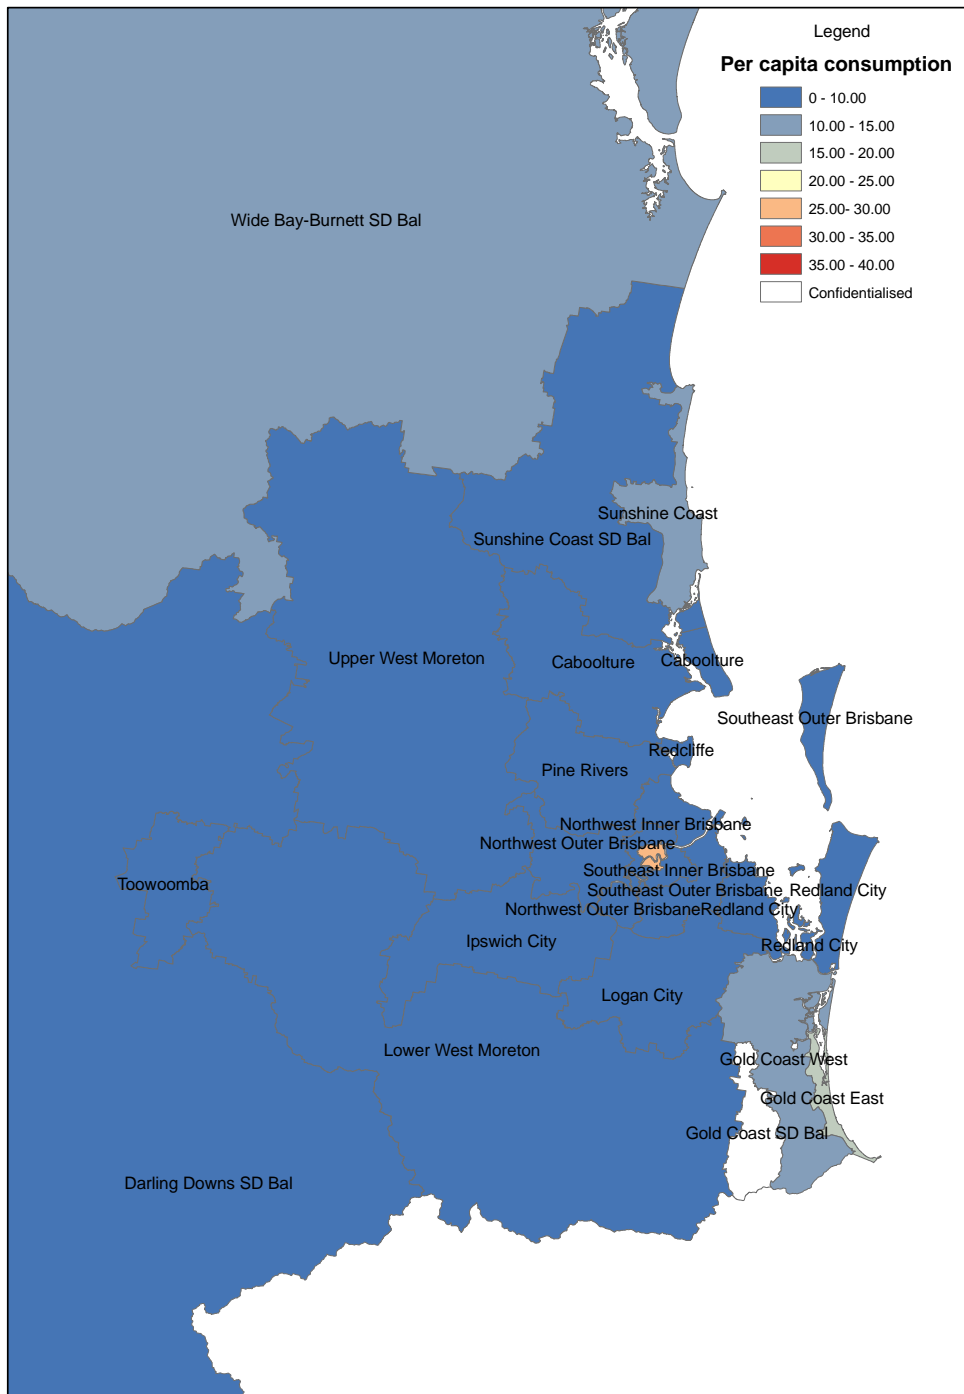 Legend
Per capita consumption
0 - 10.00
10.00 - 15.00
15.00 - 20.00
20.00 - 25.00
25.00- 30.00
30.00 - 35.00
35.00 - 40.00
Confidentialised
Wide Bay-Burnett SD Bal
Sunshine Coast
Sunshine Coast SD Bal
Upper West Moreton
Caboolture
Caboolture
Southeast Outer Brisbane
Redcliffe
Pine Rivers
Northwest Inner Brisbane
Northwest Outer Brisbane
Southeast Inner Brisbane
Toowoomba
Southeast Outer Brisbane
Redland City
Northwest Outer Brisbane
Redland City
Ipswich City
Redland City
Logan City
Lower West Moreton
Gold Coast West
Gold Coast East
Gold Coast SD Bal
Darling Downs SD Bal